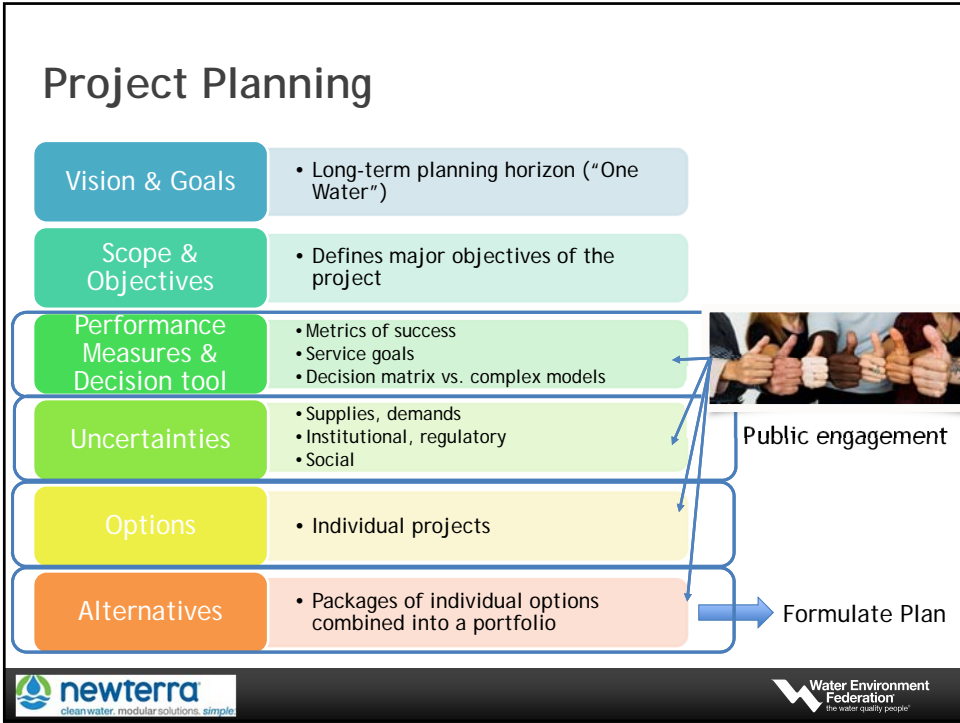 Project Planning
Vision & Goals
• Long-term planning horizon (“One
Water”)
Scope &
Objectives
• Defines major objectives of the
project
Performance
Measures &
Decision tool
• Metrics of success
• Service goals
• Decision matrix vs. complex models
Uncertainties
• Supplies, demands
• Institutional, regulatory
• Social
Public engagement
Options
• Individual projects
Alternatives
• Packages of individual options
combined into a portfolio
Formulate Plan
newterra
clean water. modular solutions. simple.
Water Environment
Federation
the water quality people®